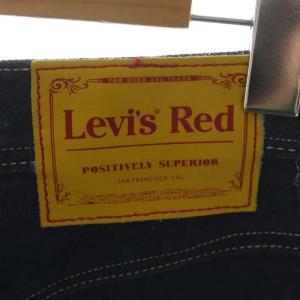 FOR OVER 150 YEARS
Levi's® Red
POSITIVELY SUPERIOR
SAN FRANCISCO CAL.